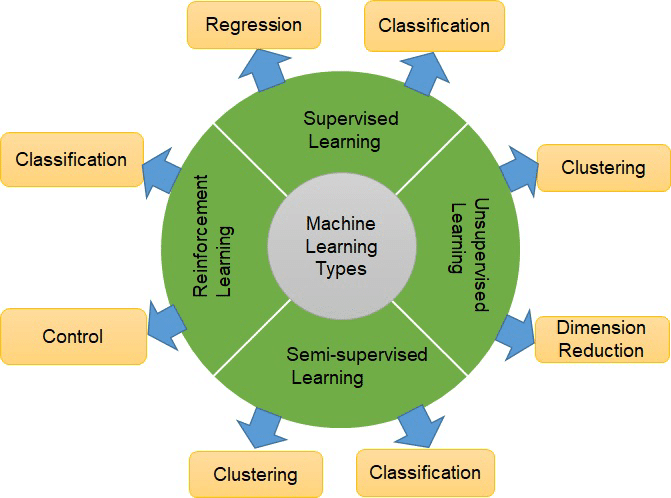 Regression
Classification
Supervised
Learning
Classification
Clustering
Reinforcement
Learning
Machine
Learning
Types
Unsupervised
Learning
Control
Dimension
Reduction
Semi-supervised
Learning
Clustering
Classification